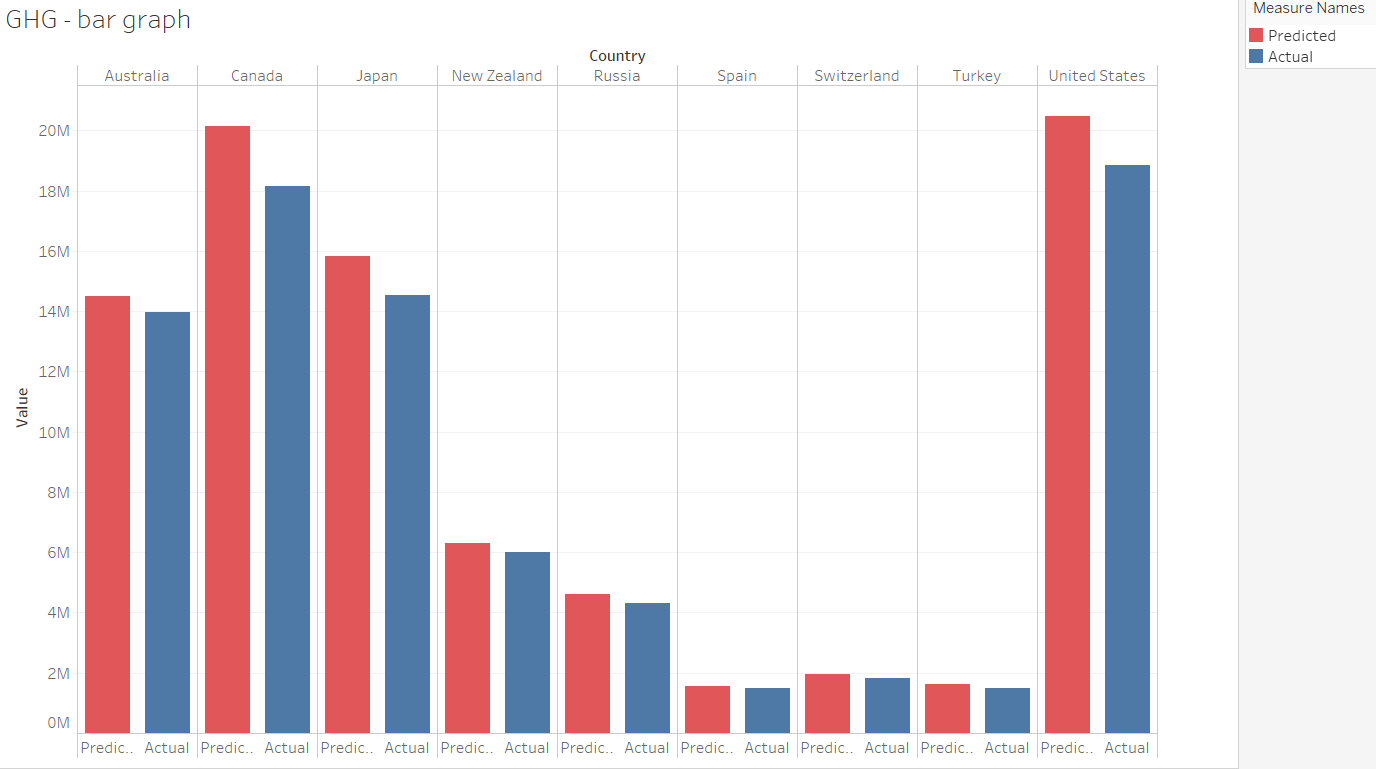 GHG - bar graph
Measure Names
Predicted
Actual
Country
Australia Canada Japan New Zealand Russia Spain Switzerland Turkey United States
20M
18M
16M
14M
12M
10M
8M
6M
4M
2M
0M
Value
Predic.. Actual Predic.. Actual Predic.. Actual Predic.. Actual Predic.. Actual Predic.. Actual Predic.. Actual Predic.. Actual Predic.. Actual